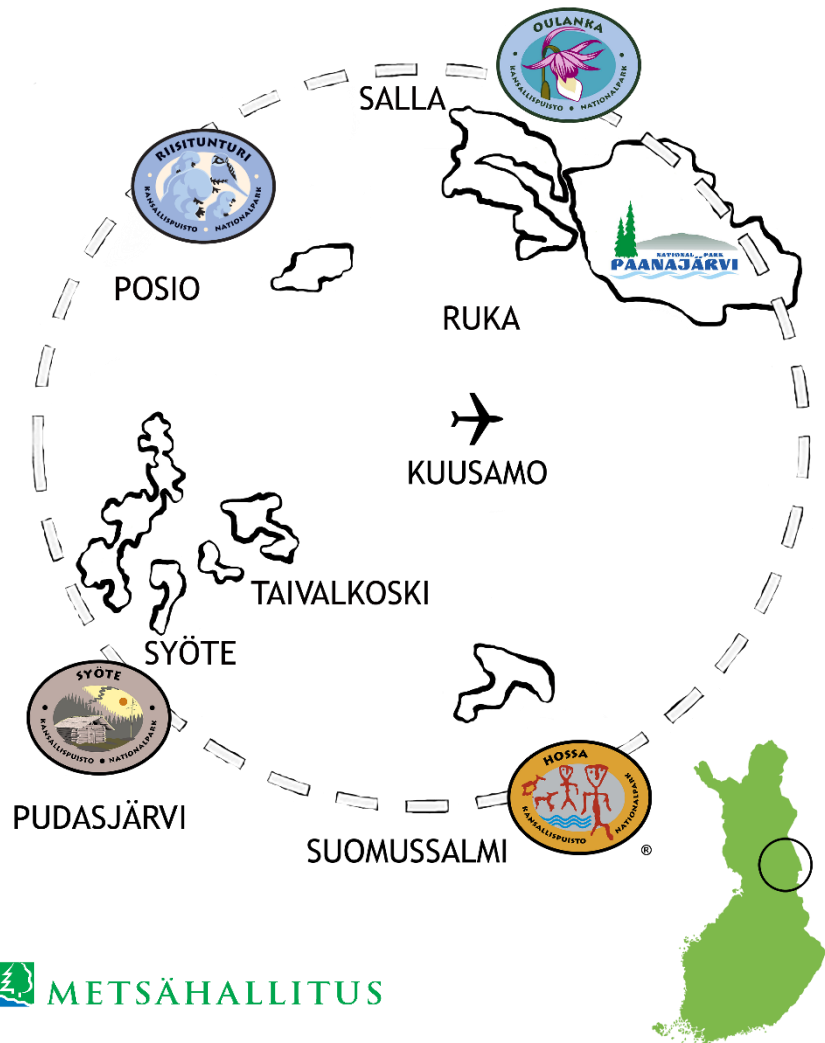 OULANKA
KANSALLISPUISTO • NATIONALPARK
SALLA
RIISITUNTURI
KANSALLISPUISTO • NATIONALPARK
NATIONAL PARK
PAANAJÄRVI
POSIO
RUKA
KUUSAMO
TAIVALKOSKI
SYÖTE
SYÖTE
KANSALLISPUISTO • NATIONALPARK
HOSSA
KANSALLISPUISTO NATIONALPARK
®
PUDASJÄRVI
SUOMUSSALMI
METSÄHALLITUS